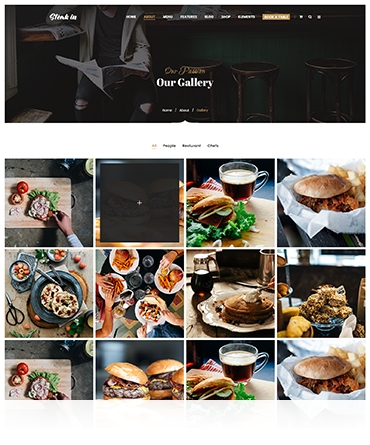 Steak in HOME ABOUT MENU FEATURES BLOG SHOP ELEMENTS BOOK A TABLE
Our Passion
Our Gallery
Home / About / Gallery
All People Restaurant Chefs